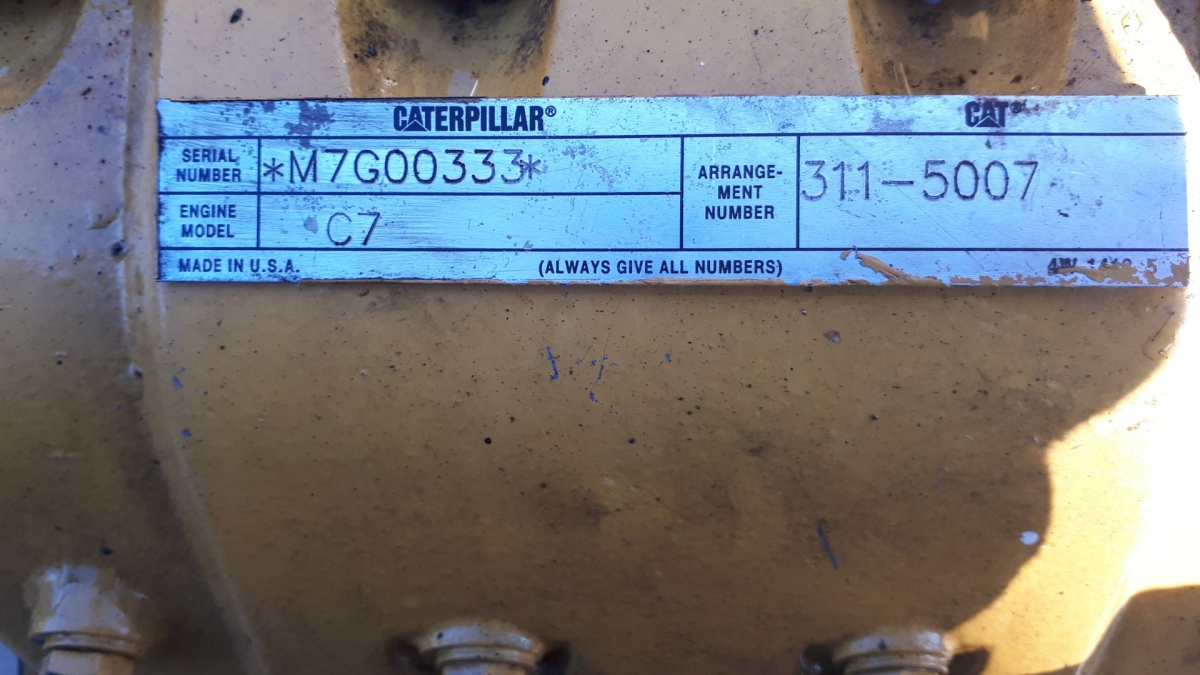 CATERPILLAR® CAT®
SERIAL NUMBER *M7G00333*
ARRANGE-
MENT
NUMBER 311-5007
ENGINE MODEL C7
MADE IN U.S.A. (ALWAYS GIVE ALL NUMBERS)